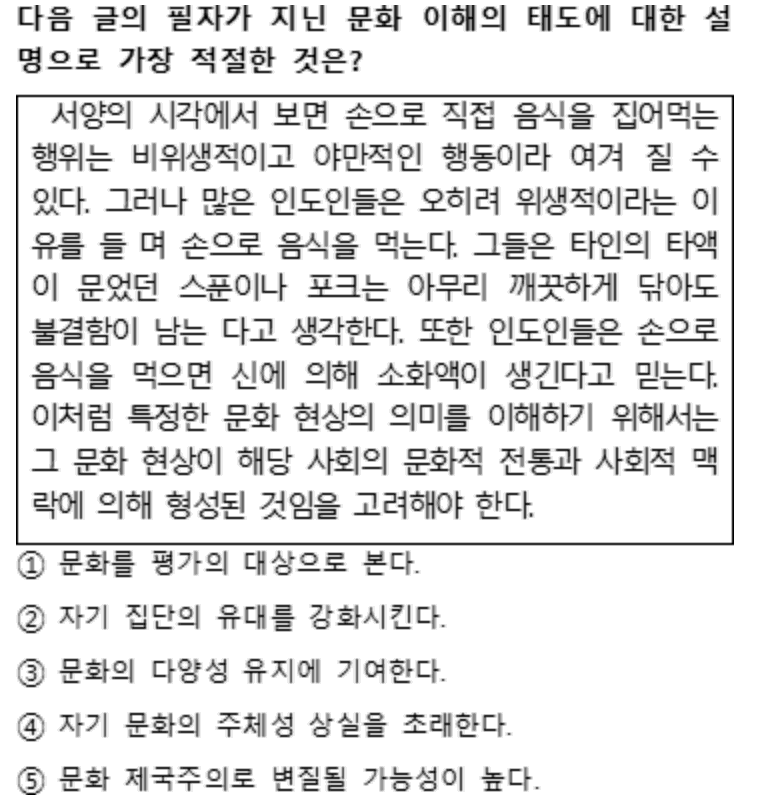 다음 글의 필자가 지닌 문화 이해의 태도에 대한 설
명으로 가장 적절한 것은?
서양의 시각에서 보면 손으로 직접 음식을 집어먹는
행위는 비위생적이고 야만적인 행동이라 여겨 질 수
있다. 그러나 많은 인도인들은 오히려 위생적이라는 이
유를 들 며 손으로 음식을 먹는다. 그들은 타인의 타액
이 묻었던 스푼이나 포크는 아무리 깨끗하게 닦아도
불결함이 남는 다고 생각한다. 또한 인도인들은 손으로
음식을 먹으면 신에 의해 소화액이 생긴다고 믿는다.
이처럼 특정한 문화 현상의 의미를 이해하기 위해서는
그 문화 현상이 해당 사회의 문화적 전통과 사회적 맥
락에 의해 형성된 것임을 고려해야 한다.
① 문화를 평가의 대상으로 본다.
② 자기 집단의 유대를 강화시킨다.
③ 문화의 다양성 유지에 기여한다.
④ 자기 문화의 주체성 상실을 초래한다.
⑤ 문화 제국주의로 변질될 가능성이 높다.